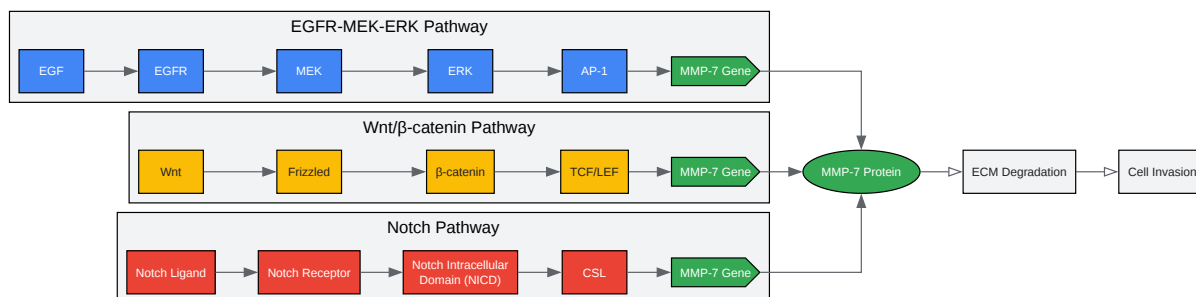 EGFR-MEK-ERK Pathway
EGF
EGFR
MEK
ERK
AP-1
MMP-7 Gene
Wnt/β-catenin Pathway
Wnt
Frizzled
β-catenin
TCF/LEF
MMP-7 Gene
MMP-7 Protein
ECM Degradation
Cell Invasion
Notch Pathway
Notch Ligand
Notch Receptor
Notch Intracellular
Domain (NICD)
CSL
MMP-7 Gene